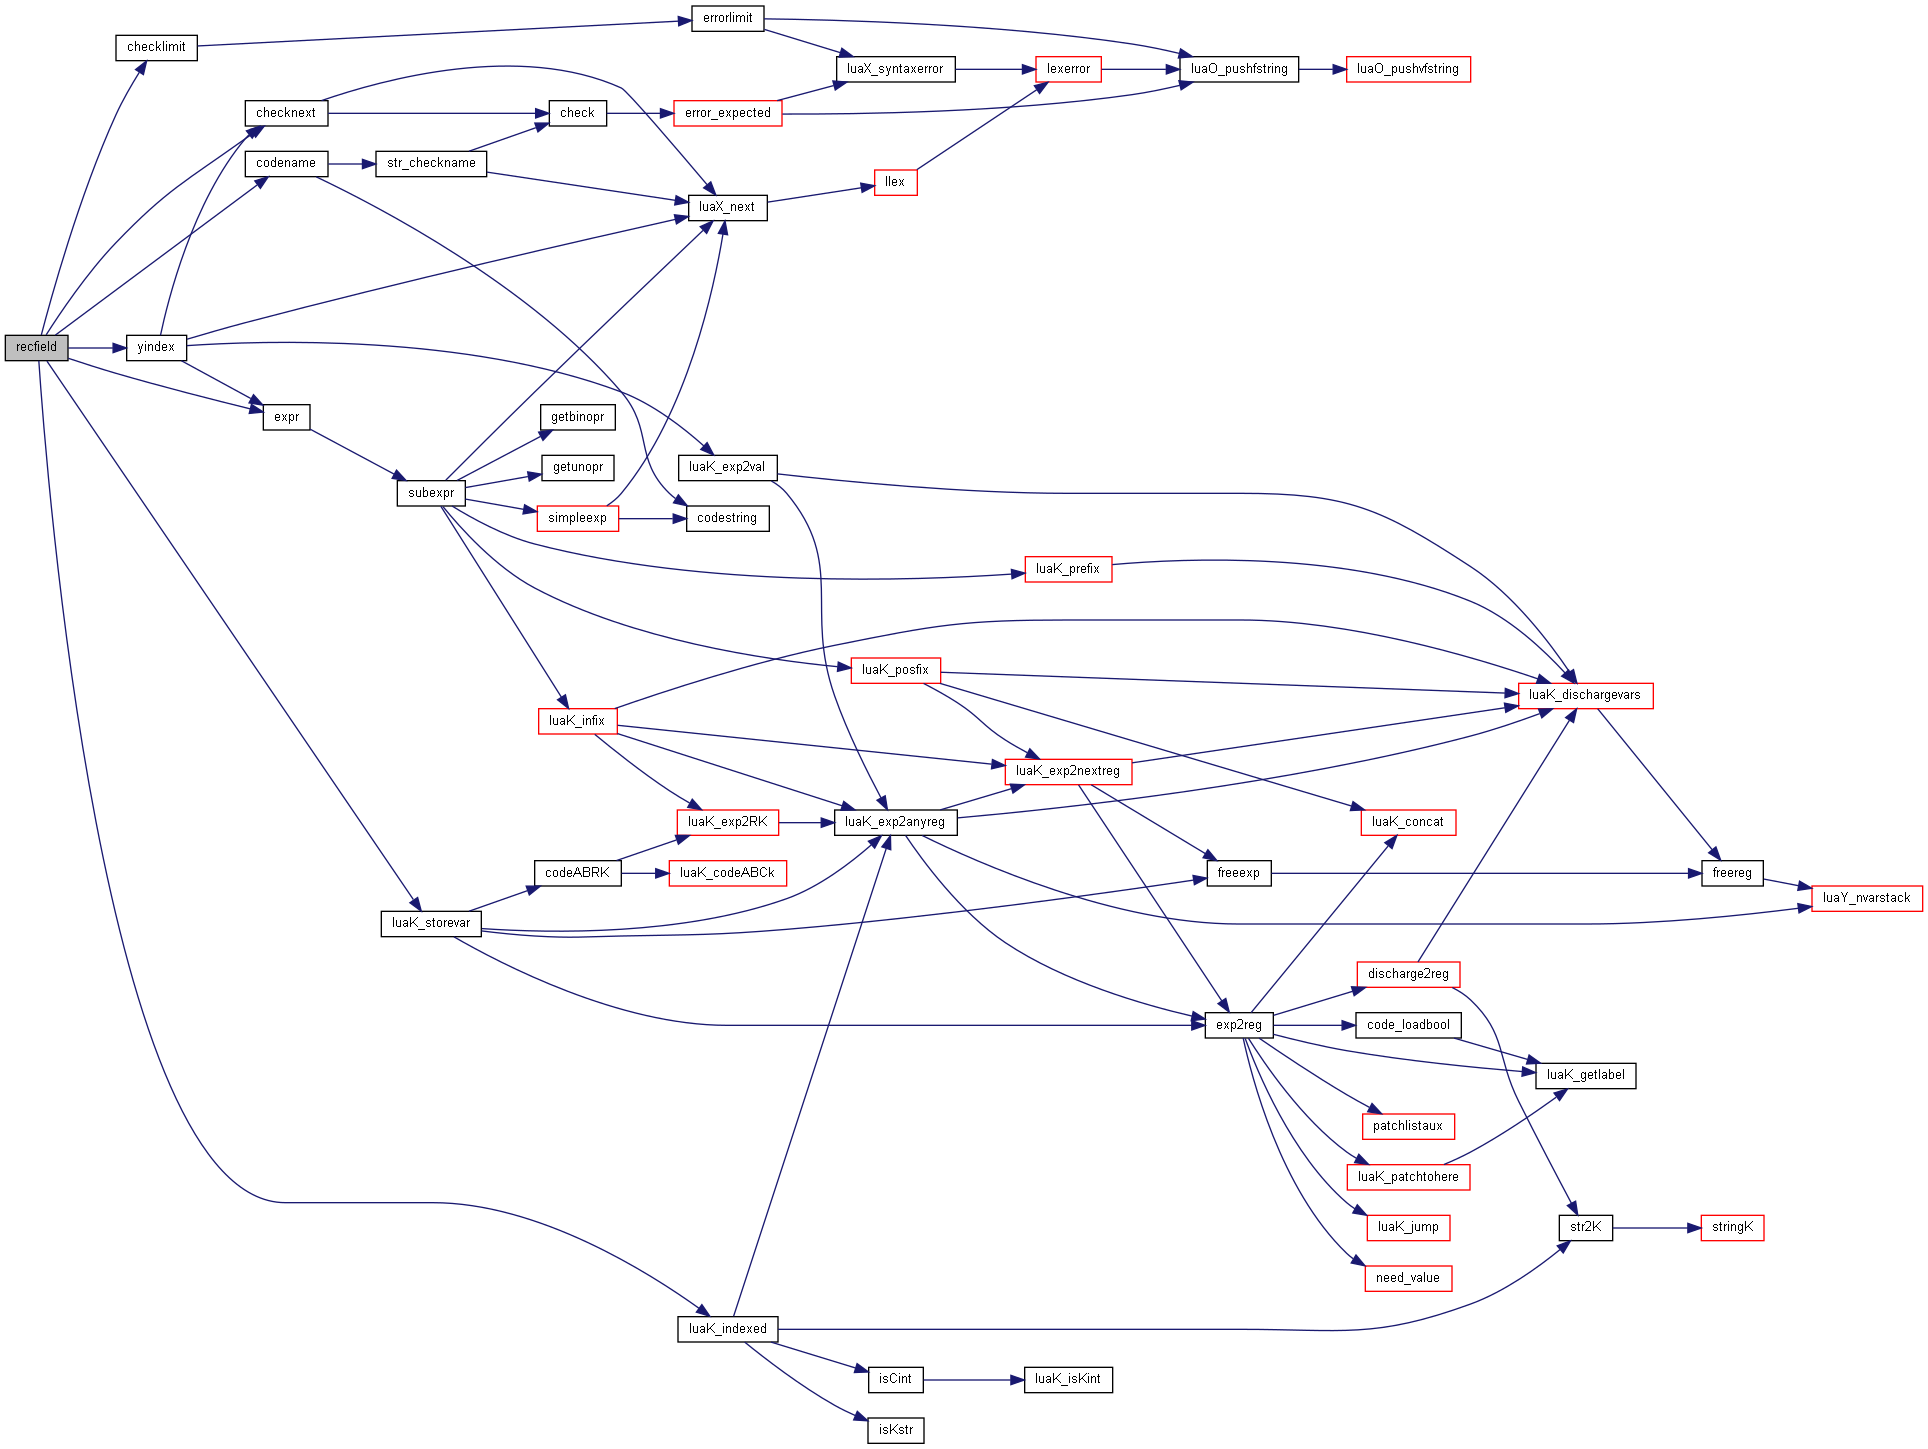 errorlimit
checklimit
luaX_syntaxerror
lexerror
luaO_pushfstring
luaO_pushvfstring
checknext
check
error_expected
codename
str_checkname
llex
luaX_next
recfield
yindex
expr
getbinopr
getunopr
luaK_exp2val
subexpr
simpleexp
codestring
luaK_prefix
luaK_posfix
luaK_dischargevars
luaK_infix
luaK_exp2nextreg
luaK_exp2RK
luaK_exp2anyreg
luaK_concat
codeABRK
luaK_codeABCk
freeexp
freereg
luaY_nvarstack
luaK_storevar
discharge2reg
exp2reg
code_loadbool
luaK_getlabel
patchlistaux
luaK_patchtohere
luaK_jump
str2K
stringK
need_value
luaK_indexed
isCint
luaK_isKint
isKstr